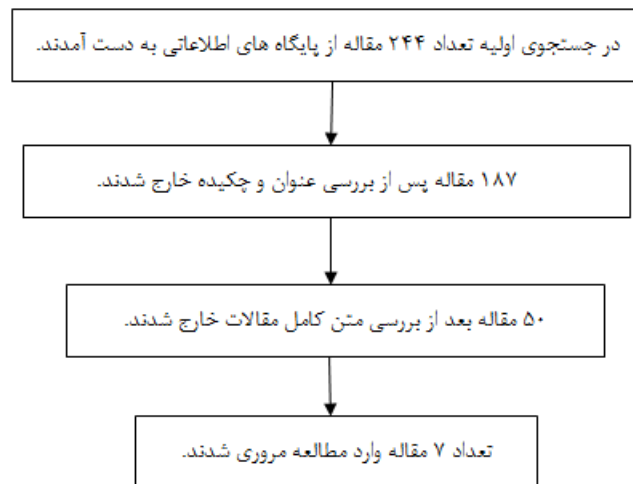 در جستجوی اولیه تعداد ۲۴۴ مقاله از پایگاه های اطلاعاتی به دست آمدند.
۱۸۷ مقاله پس از بررسی عنوان و چکیده خارج شدند.
۵۰ مقاله بعد از بررسی متن کامل مقالات خارج شدند.
تعداد ۷ مقاله وارد مطالعه مروری شدند.